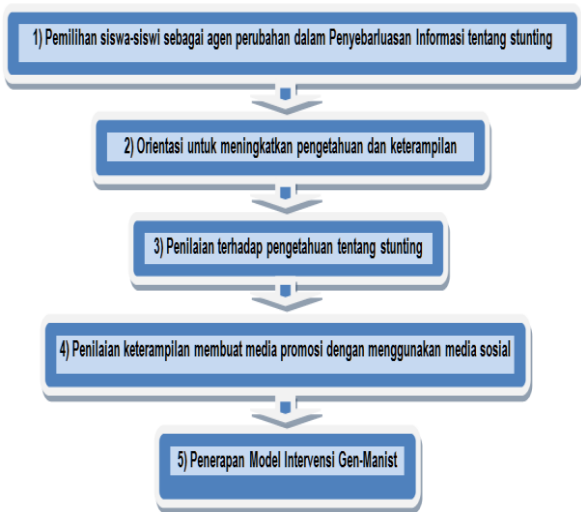 1) Pemilihan siswa-siswi sebagai agen perubahan dalam Penyebarluasan Informasi tentang stunting
2) Orientasi untuk meningkatkan pengetahuan dan keterampilan
3) Penilaian terhadap pengetahuan tentang stunting
4) Penilaian keterampilan membuat media promosi dengan menggunakan media sosial
5) Penerapan Model Intervensi Gen-Manist